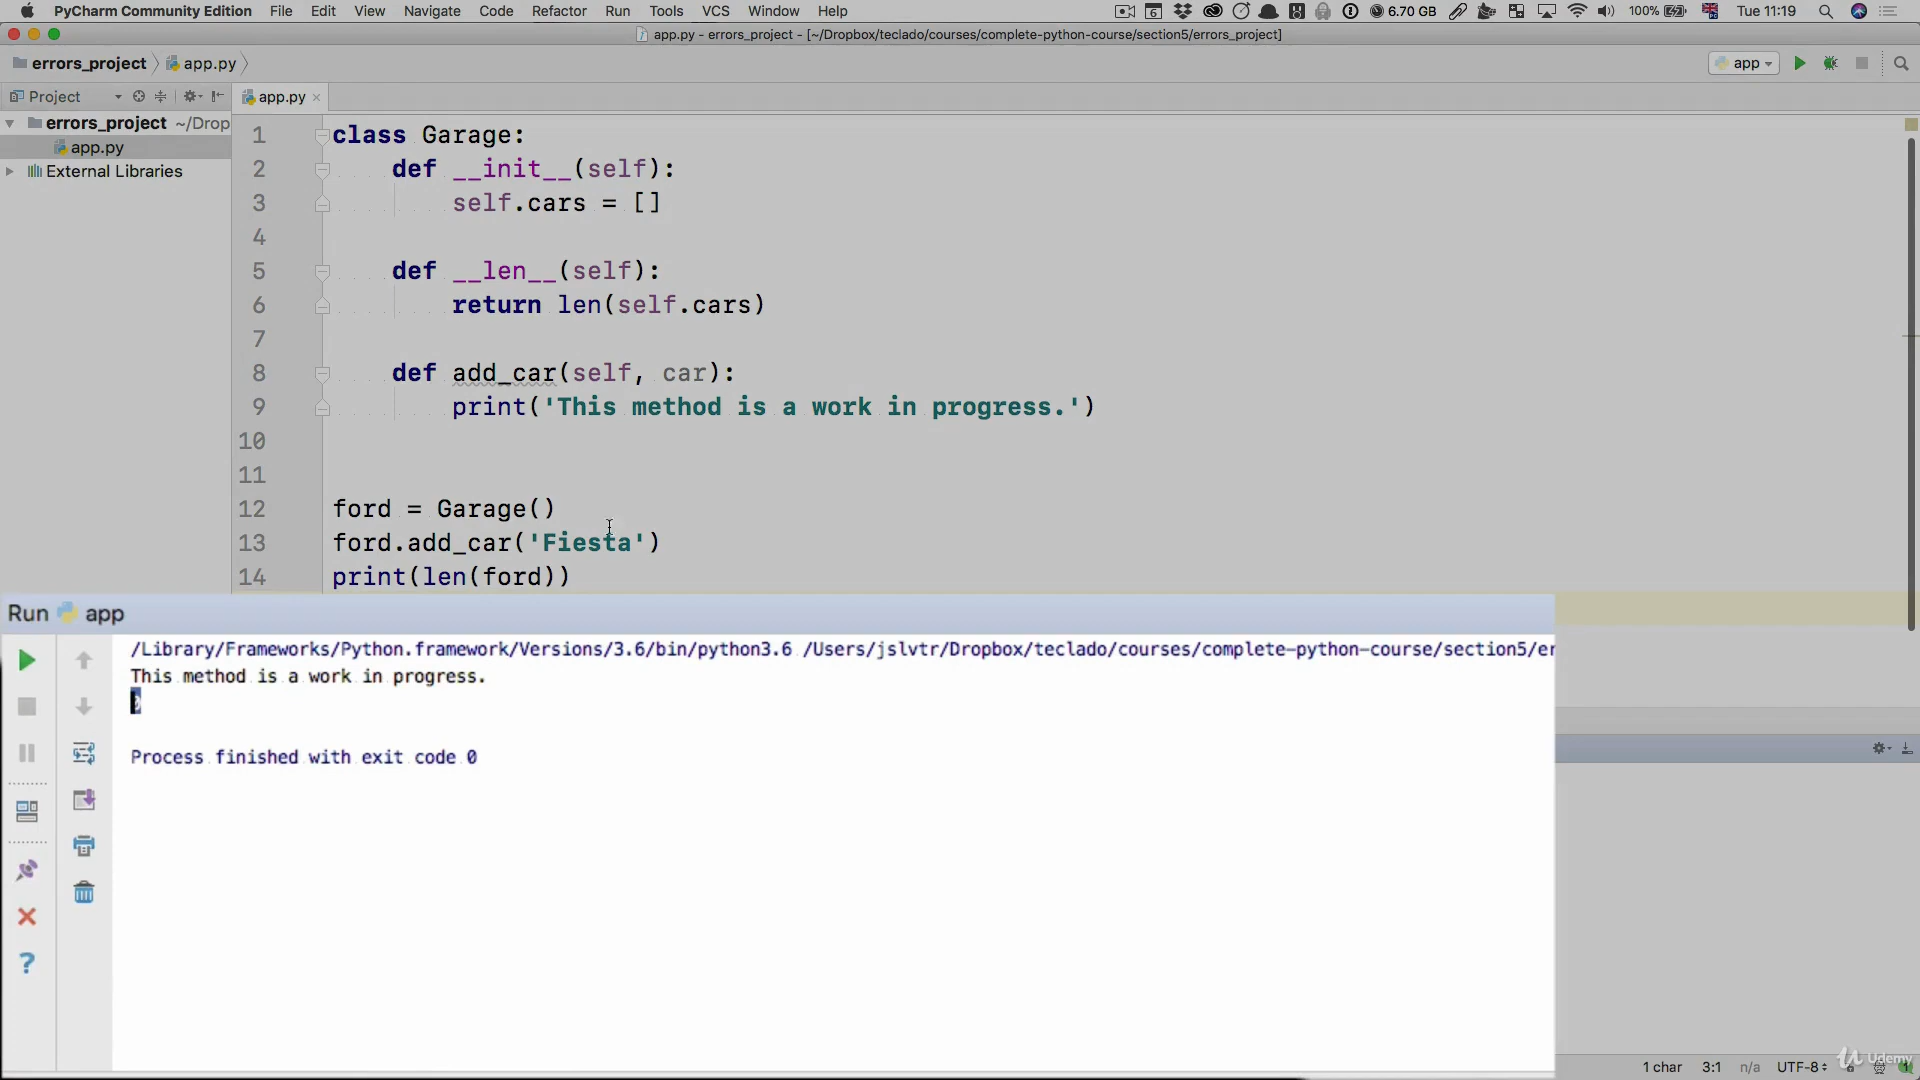 PyCharm Community Edition File Edit View Navigate Code Refactor Run Tools VCS Window Help 6 6.70 GB 100% Tue 11:19
app.py - errors_project - [~/Dropbox/teclado/courses/complete-python-course/section5/errors_project]
errors_project app.py app
Project app.py
errors_project ~/Drop
app.py
External Libraries
1 class Garage:
2 def __init__(self):
3 self.cars = []
4
5 def __len__(self):
6 return len(self.cars)
7
8 def add_car(self, car):
9 print('This method is a work in progress.')
10
11
12 ford = Garage()
13 ford.add_car('Fiesta')
14 print(len(ford))
Run app
/Library/Frameworks/Python.framework/Versions/3.6/bin/python3.6 /Users/jslvtr/Dropbox/teclado/courses/complete-python-course/section5/er
This method is a work in progress.
Process finished with exit code 0
?
1 char 3:1 n/a UTF-8 1
Udemy